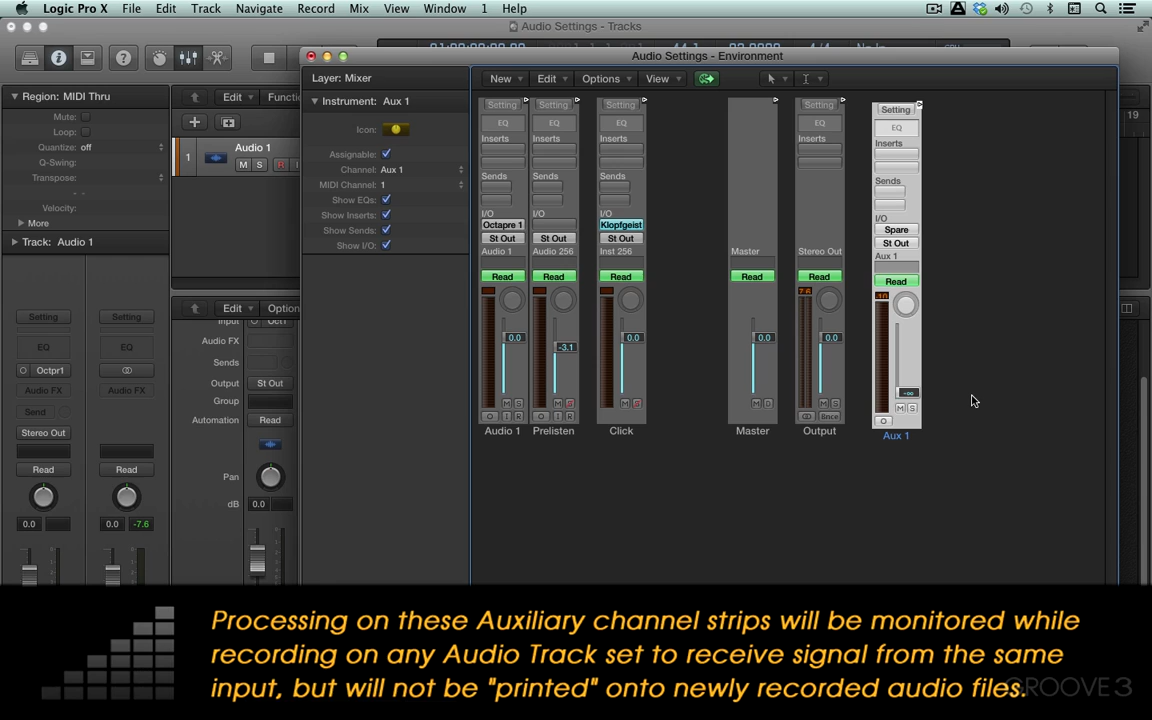 Logic Pro X File Edit Track Navigate Record Mix View Window 1 Help
Audio Settings - Tracks
Audio Settings - Environment
Region: MIDI Thru
Mute:
Loop:
Quantize: off
Q-Swing:
Transpose:
Velocity:
More
Track: Audio 1
Setting Setting
EQ EQ
Octpr1
Audio FX Audio FX
Send
Stereo Out
Read Read
0.0 0.0 -7.6
Edit Functi
1 Audio 1
M S R I
Edit Option
Input Oct1
Audio FX
Sends
Output St Out
Group
Automation Read
Pan
dB 0.0
Layer: Mixer
Instrument: Aux 1
Icon:
Assignable:
Channel: Aux 1
MIDI Channel: 1
Show EQs:
Show Inserts:
Show Sends:
Show I/O:
New Edit Options View
19
Setting Setting Setting Setting Setting
EQ EQ EQ EQ
Inserts Inserts Inserts Inserts
Sends Sends Sends
I/O I/O I/O I/O
Octapre 1 Klopfgeist Spare
St Out St Out St Out St Out
Audio 1 Audio 256 Inst 256 Master Stereo Out Aux 1
Read Read Read Read Read Read
7.6 -10
0.0 -3.1 0.0 0.0 0.0 -∞
M S M S M S M D M S M S
I R I R Bnce
Audio 1 Prelisten Click Master Output Aux 1
Processing on these Auxiliary channel strips will be monitored while
recording on any Audio Track set to receive signal from the same
input, but will not be "printed" onto newly recorded audio files.
GROOVE3